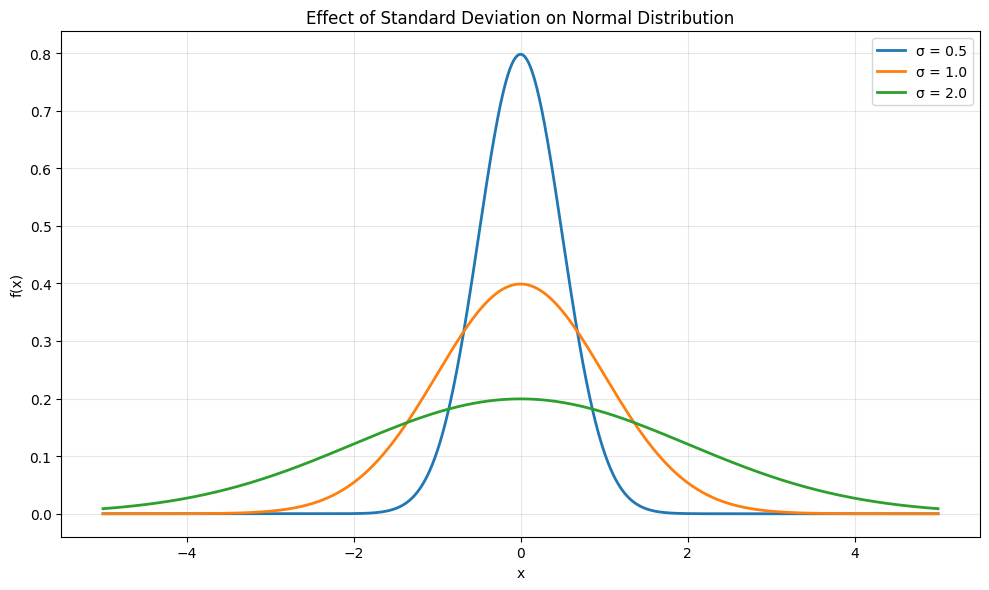 Effect of Standard Deviation on Normal Distribution
σ = 0.5
σ = 1.0
σ = 2.0
f(x)
0.8
0.7
0.6
0.5
0.4
0.3
0.2
0.1
0.0
−4 −2 0 2 4
x